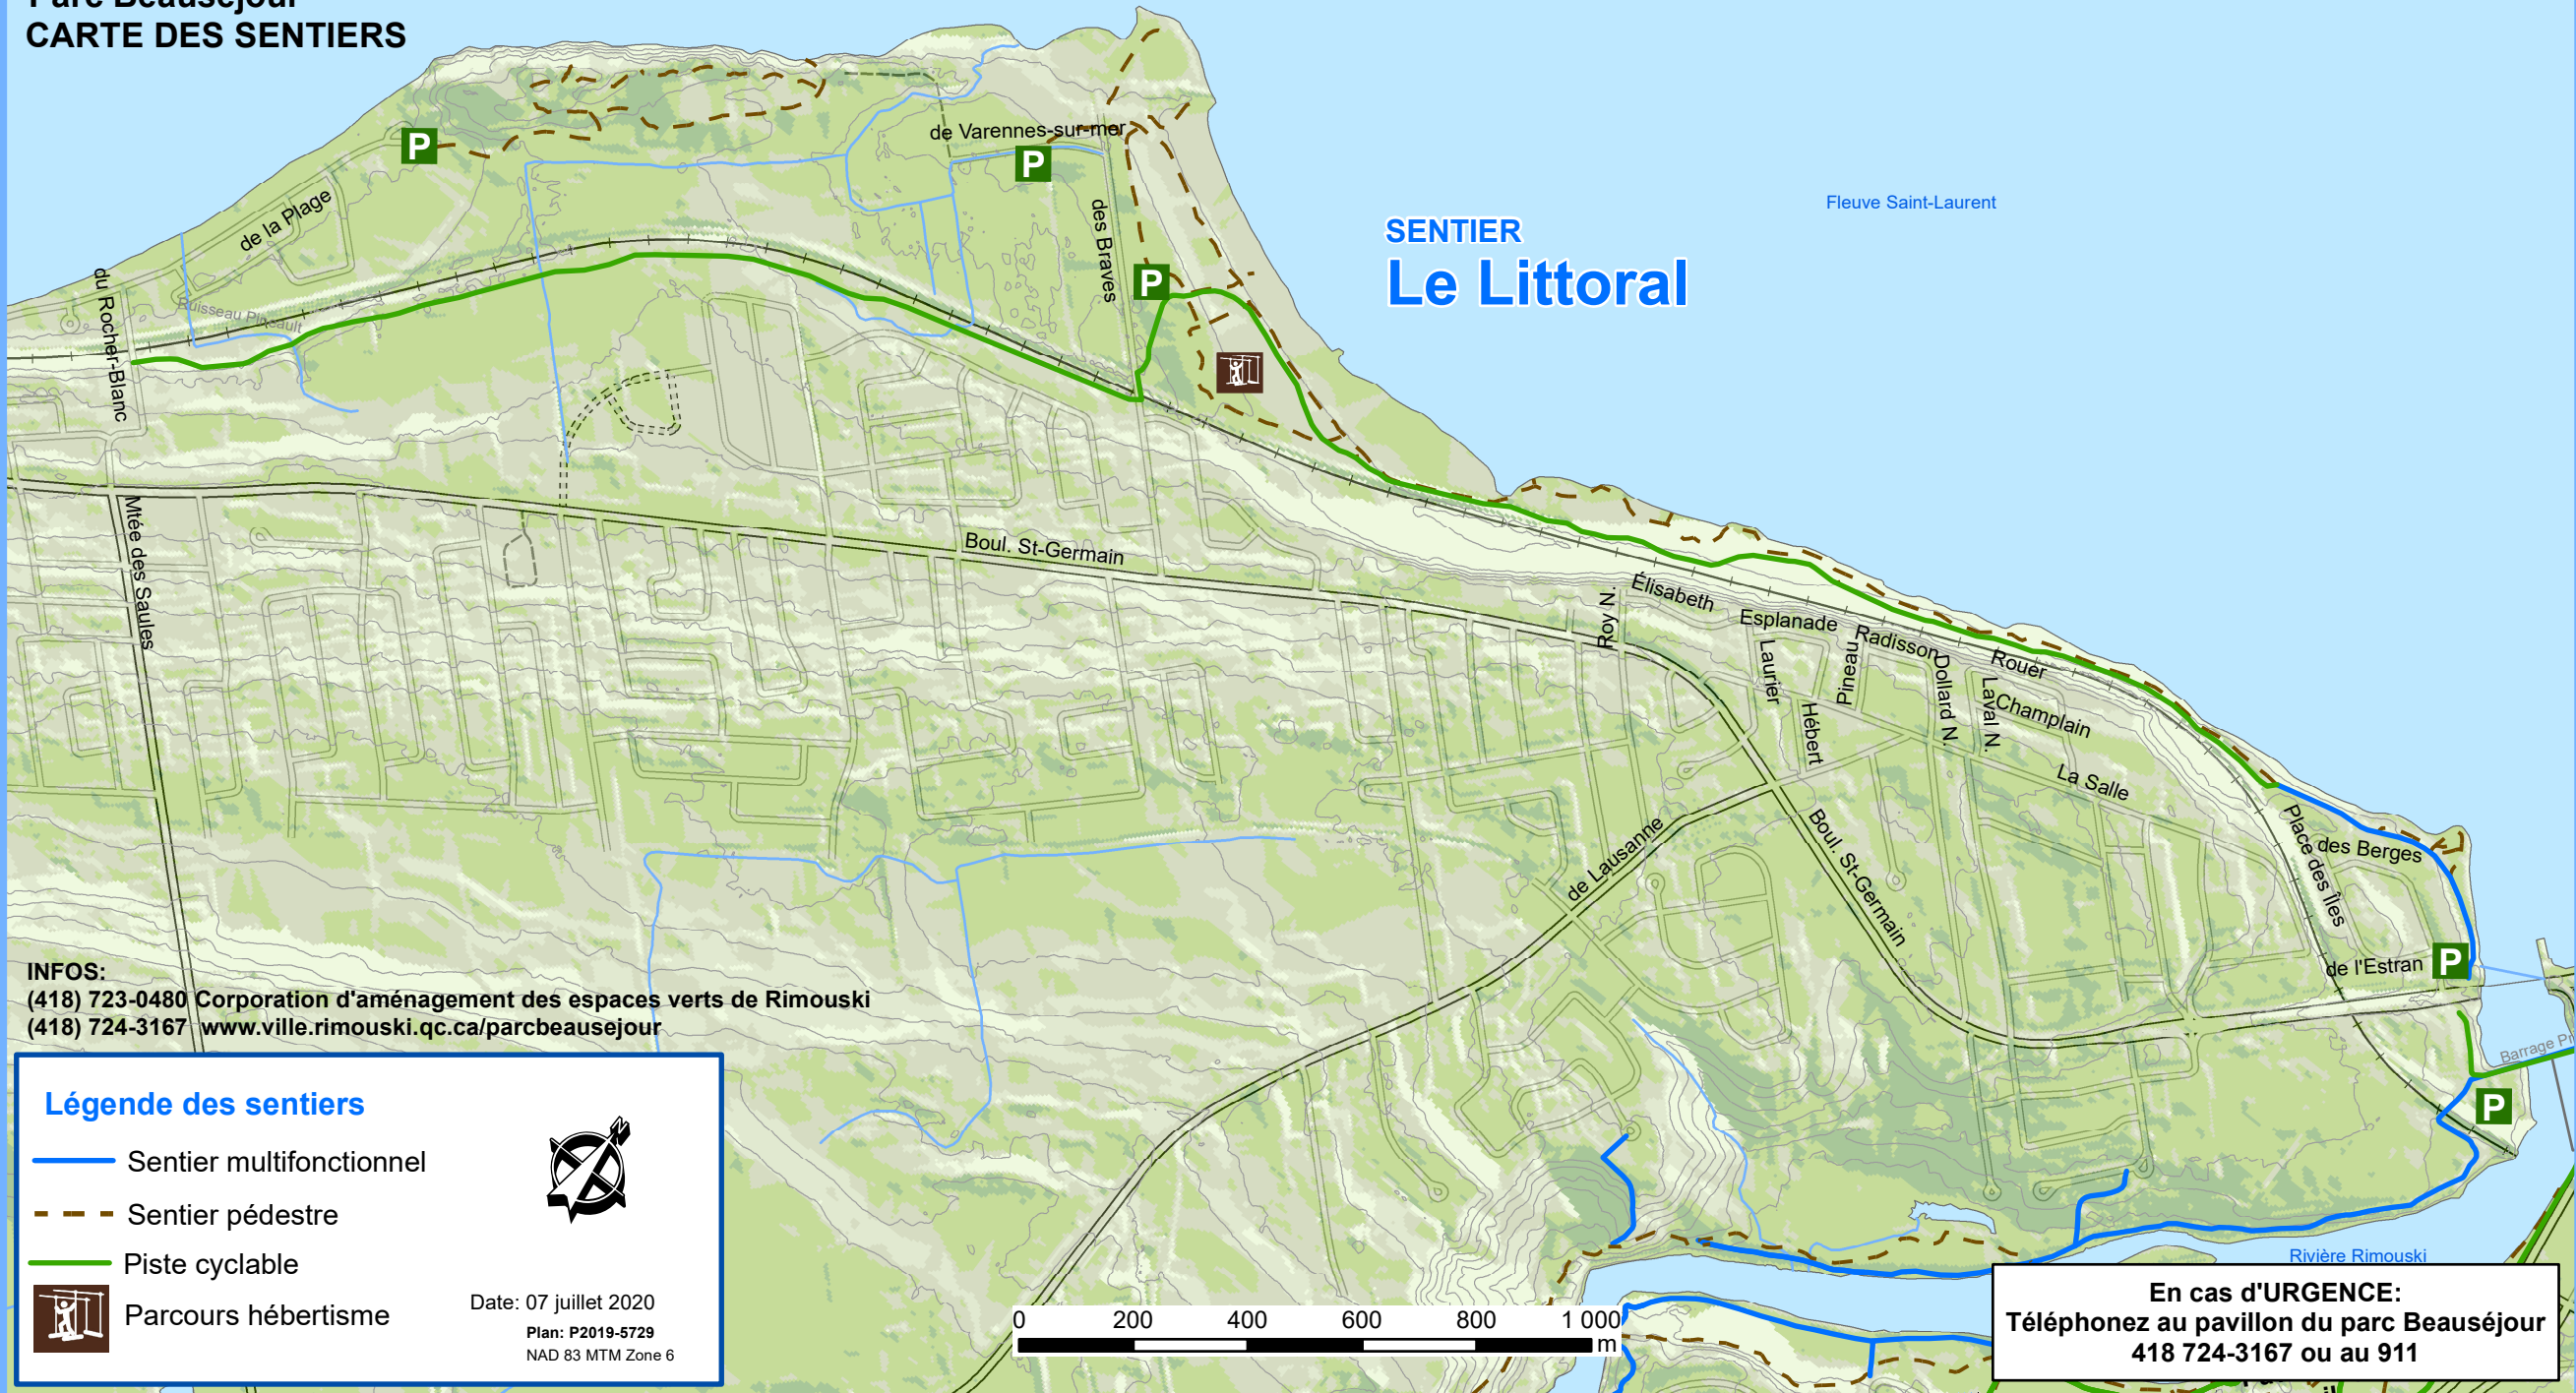 Parc Beauséjour
CARTE DES SENTIERS
P
de Varennes-sur-mer
P
de la Plage
des Braves
P
SENTIER
Le Littoral
Fleuve Saint-Laurent
du Rocher-Blanc
Ruisseau Pineault
Mtée des Saules
Boul. St-Germain
Roy N.
Élisabeth
Esplanade
Radisson
Rouer
Laurier
Pineau
Dollard N.
Laval N.
Champlain
Hébert
La Salle
de Lausanne
Boul. St-Germain
Place des Îles
des Berges
de l'Estran
P
Barrage
P
Rivière Rimouski
INFOS:
(418) 723-0480 Corporation d'aménagement des espaces verts de Rimouski
(418) 724-3167 www.ville.rimouski.qc.ca/parcbeausejour
Légende des sentiers
Sentier multifonctionnel
Sentier pédestre
Piste cyclable
Parcours hébertisme
Date: 07 juillet 2020
Plan: P2019-5729
NAD 83 MTM Zone 6
0 200 400 600 800 1 000
m
En cas d'URGENCE:
Téléphonez au pavillon du parc Beauséjour
418 724-3167 ou au 911